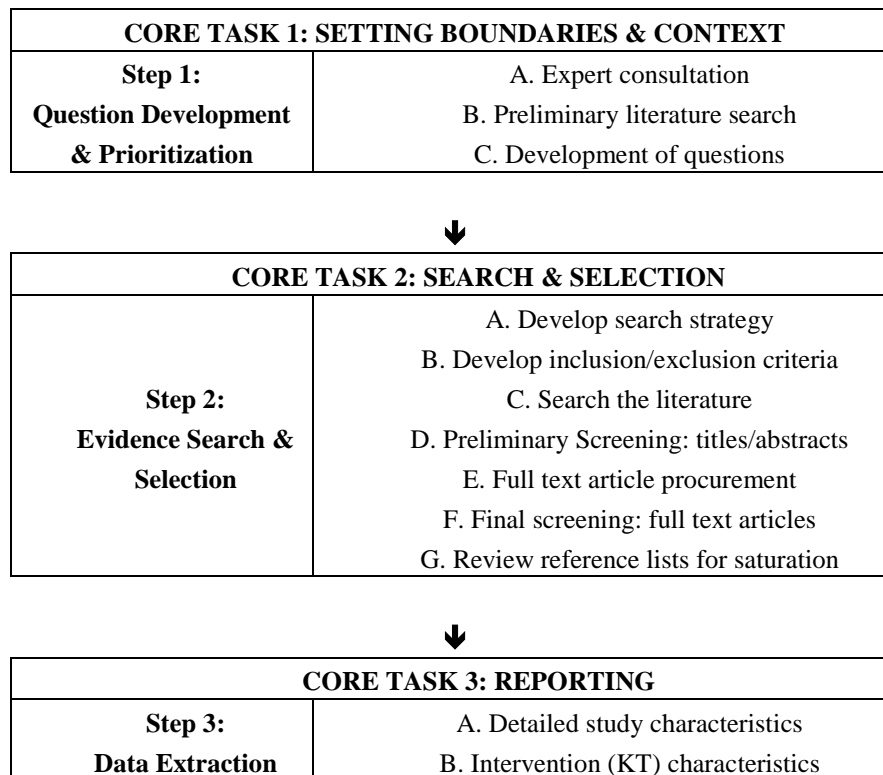 CORE TASK 1: SETTING BOUNDARIES & CONTEXT
Step 1:
Question Development
& Prioritization
A. Expert consultation
B. Preliminary literature search
C. Development of questions
CORE TASK 2: SEARCH & SELECTION
Step 2:
Evidence Search &
Selection
A. Develop search strategy
B. Develop inclusion/exclusion criteria
C. Search the literature
D. Preliminary Screening: titles/abstracts
E. Full text article procurement
F. Final screening: full text articles
G. Review reference lists for saturation
CORE TASK 3: REPORTING
Step 3:
Data Extraction
A. Detailed study characteristics
B. Intervention (KT) characteristics